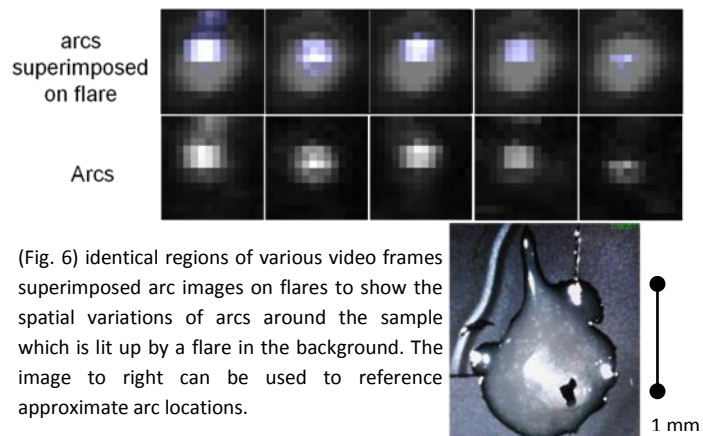 arcs
superimposed
on flare
Arcs
(Fig. 6) identical regions of various video frames
superimposed arc images on flares to show the
spatial variations of arcs around the sample
which is lit up by a flare in the background. The
image to right can be used to reference
approximate arc locations.
1 mm